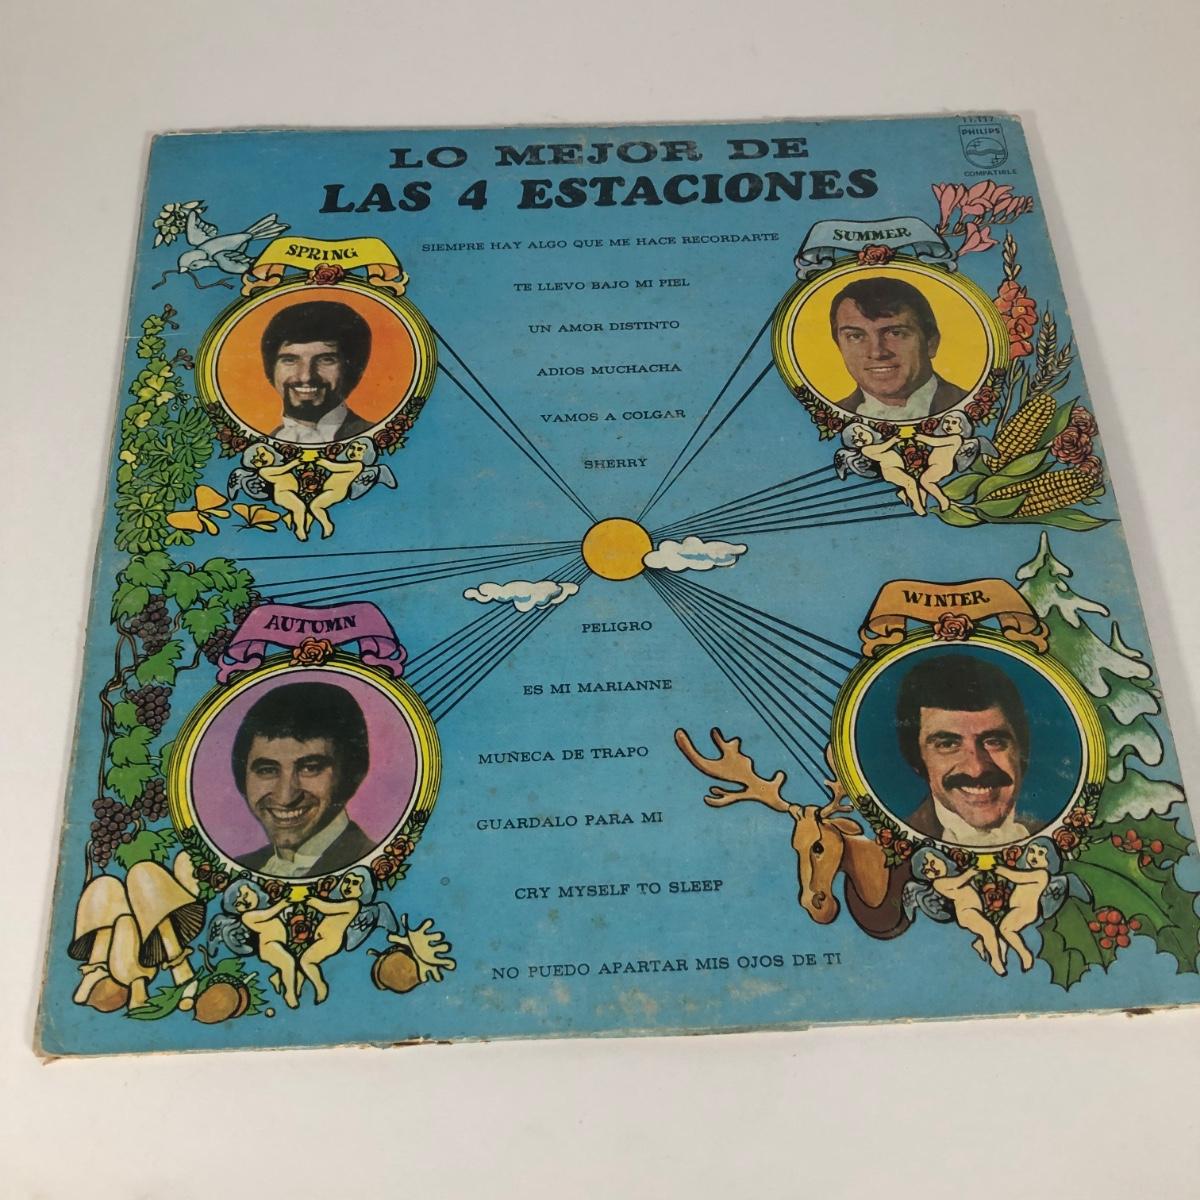 11.117
PHILIPS
COMPATIBLE
LO MEJOR DE
LAS 4 ESTACIONES
SPRING
SUMMER
SIEMPRE HAY ALGO QUE ME HACE RECORDARTE
TE LLEVO BAJO MI PIEL
UN AMOR DISTINTO
ADIOS MUCHACHA
VAMOS A COLGAR
SHERRY
AUTUMN
WINTER
PELIGRO
ES MI MARIANNE
MUÑECA DE TRAPO
GUARDALO PARA MI
CRY MYSELF TO SLEEP
NO PUEDO APARTAR MIS OJOS DE TI